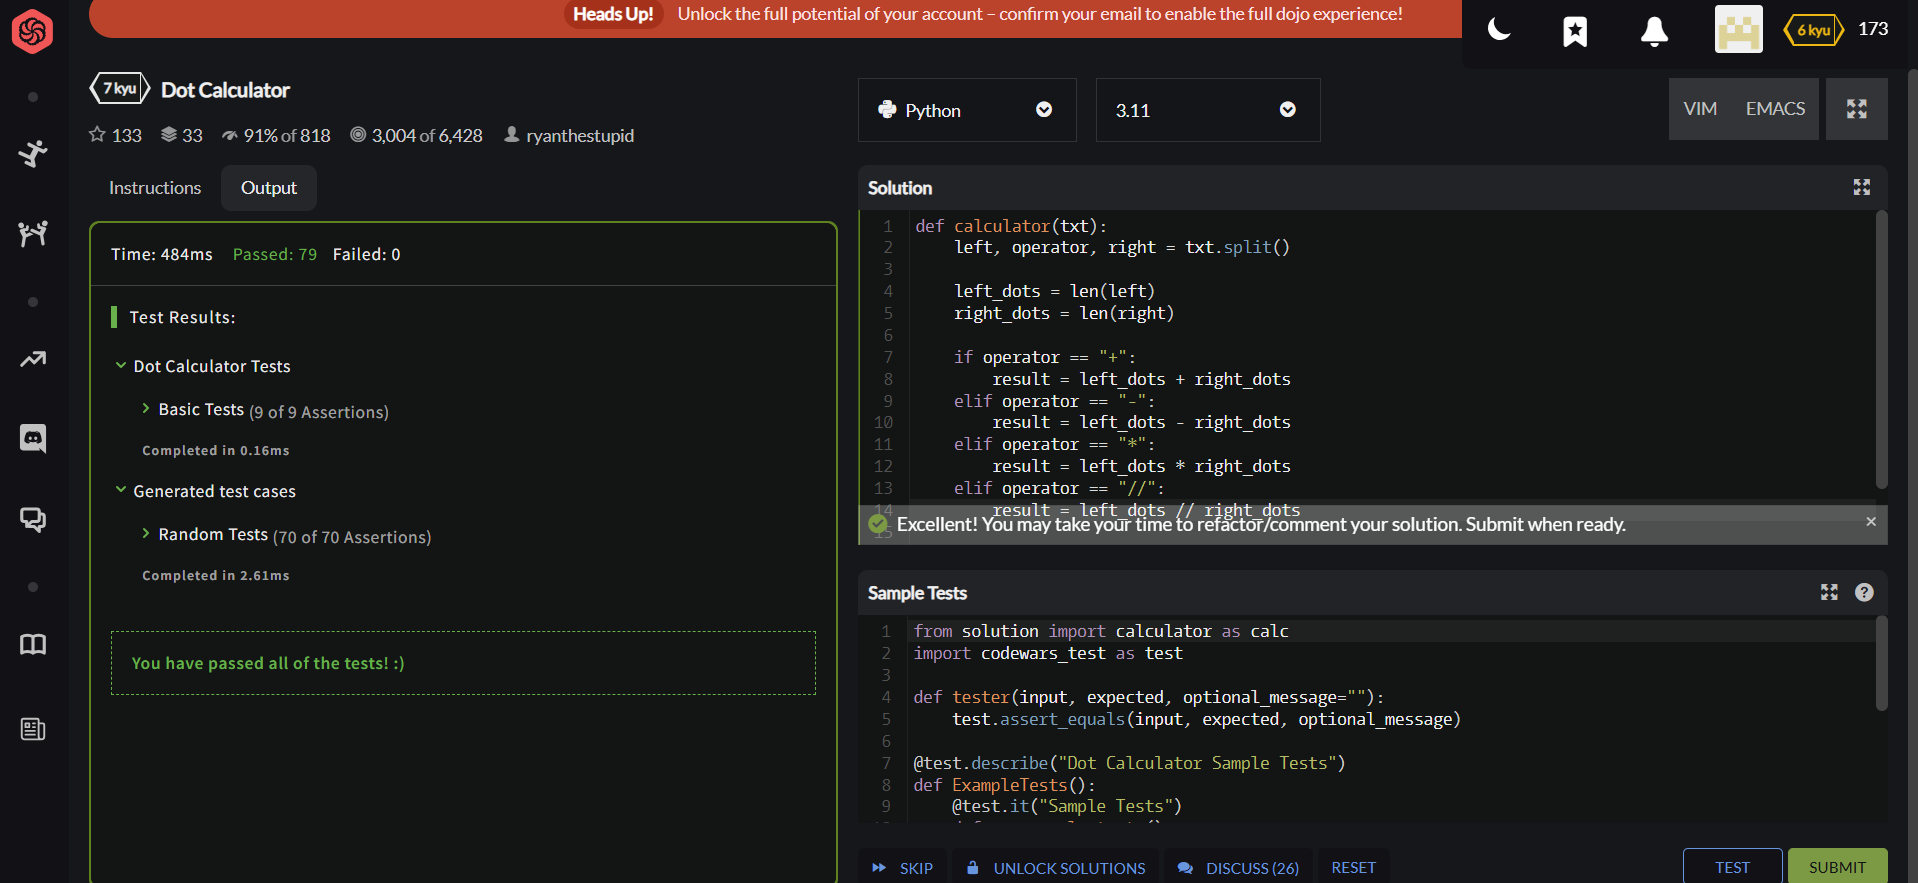 Heads Up! Unlock the full potential of your account – confirm your email to enable the full dojo experience!
6 kyu 173
7 kyu Dot Calculator
133 33 91% of 818 3,004 of 6,428 ryanthestupid
Instructions Output
Time: 484ms Passed: 79 Failed: 0
Test Results:
Dot Calculator Tests
Basic Tests (9 of 9 Assertions)
Completed in 0.16ms
Generated test cases
Random Tests (70 of 70 Assertions)
Completed in 2.61ms
You have passed all of the tests! :)
Python 3.11 VIM EMACS
Solution
1 def calculator(txt):
2     left, operator, right = txt.split()
3
4     left_dots = len(left)
5     right_dots = len(right)
6
7     if operator == "+":
8         result = left_dots + right_dots
9     elif operator == "-":
10         result = left_dots - right_dots
11     elif operator == "*":
12         result = left_dots * right_dots
13     elif operator == "//":
14         result = left_dots // right_dots
15
Excellent! You may take your time to refactor/comment your solution. Submit when ready. ×
Sample Tests ?
1 from solution import calculator as calc
2 import codewars_test as test
3
4 def tester(input, expected, optional_message=""):
5     test.assert_equals(input, expected, optional_message)
6
7 @test.describe("Dot Calculator Sample Tests")
8 def ExampleTests():
9     @test.it("Sample Tests")
SKIP UNLOCK SOLUTIONS DISCUSS (26) RESET TEST SUBMIT